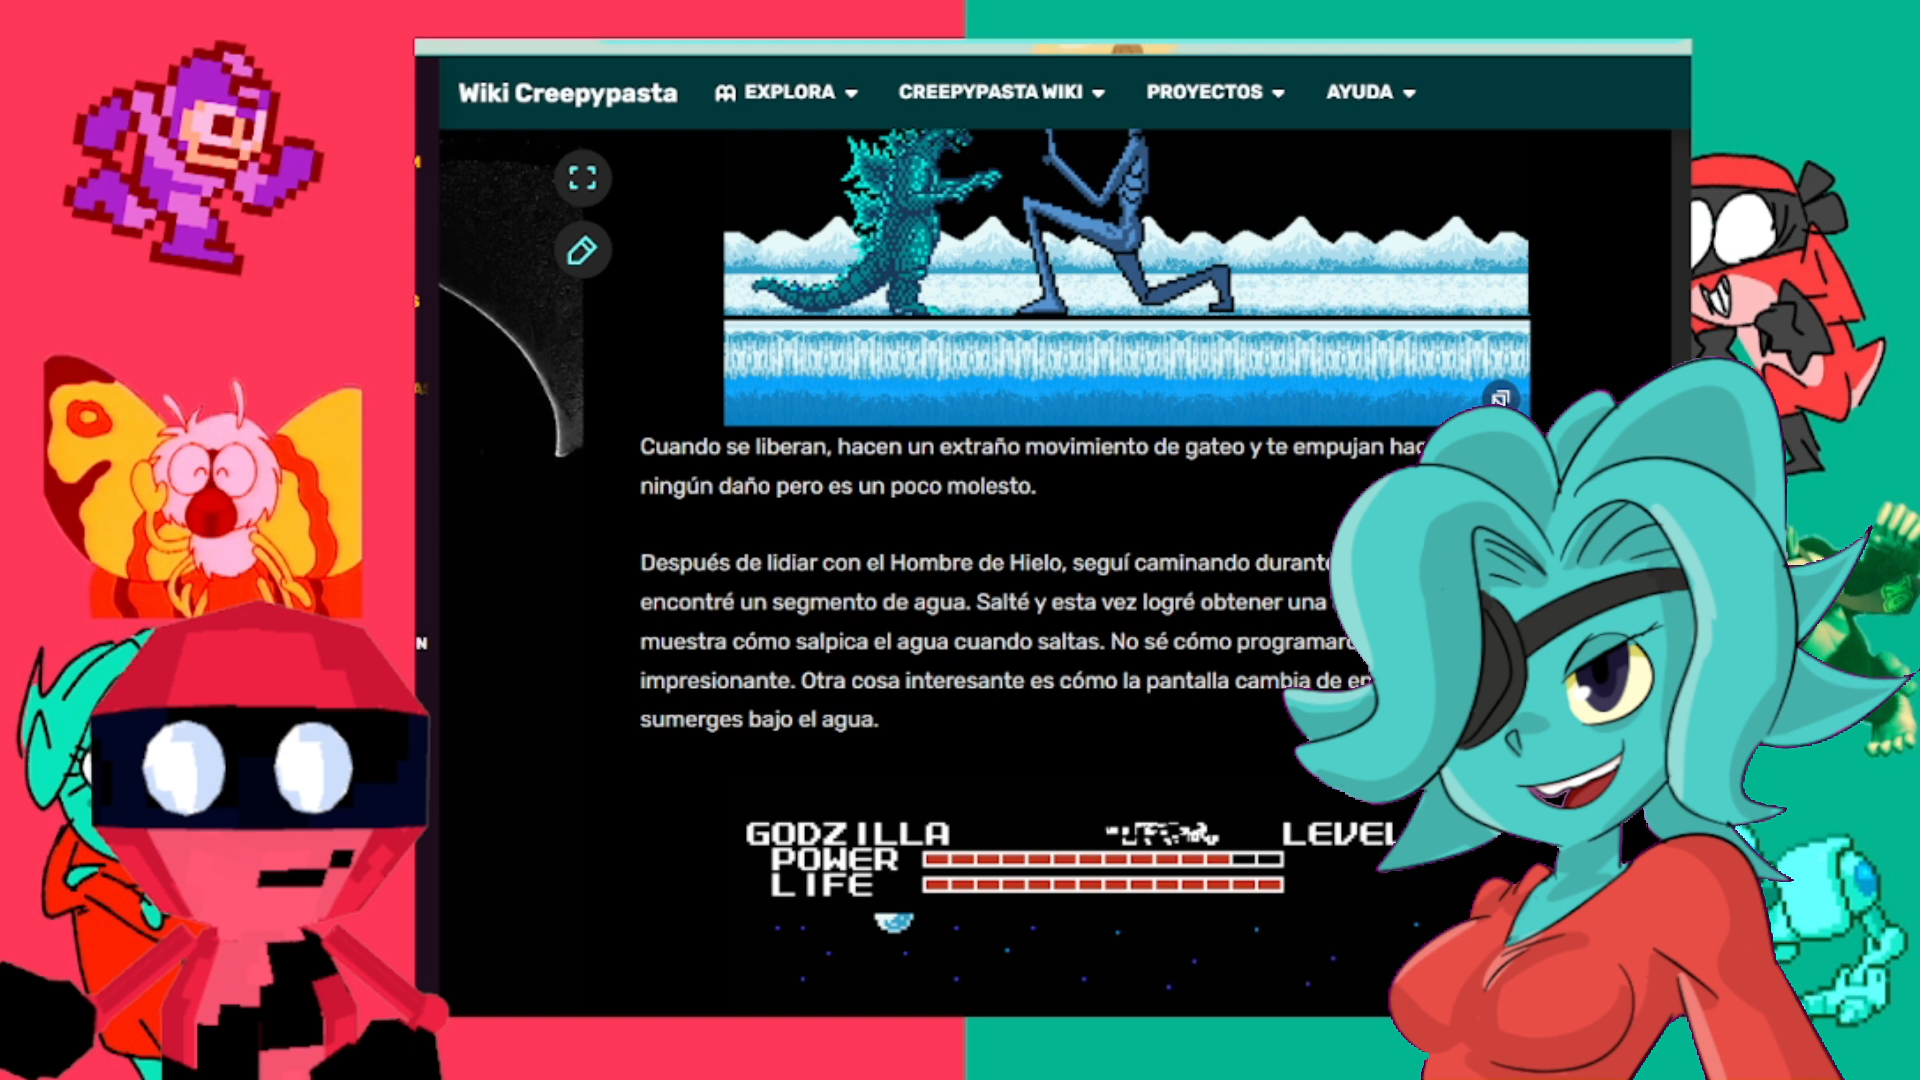 Wiki Creepypasta EXPLORA CREEPYPASTA WIKI PROYECTOS AYUDA
Cuando se liberan, hacen un extraño movimiento de gateo y te empujan
ningún daño pero es un poco molesto.
Después de lidiar con el Hombre de Hielo, seguí caminando
encontré un segmento de agua. Salté y esta vez logré obtener una
muestra cómo salpica el agua cuando saltas. No sé cómo
impresionante. Otra cosa interesante es cómo la pantalla cambia de
sumerges bajo el agua.
N
GODZILLA LEVEL
POWER
LIFE